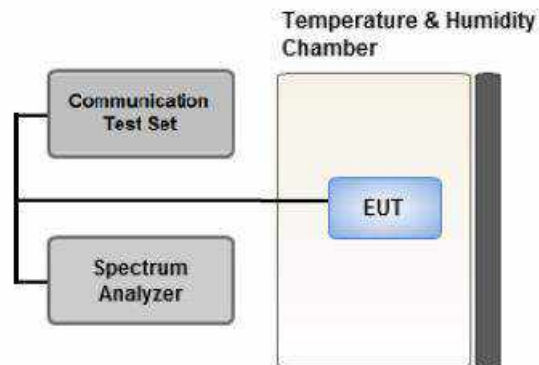 Temperature & Humidity
Chamber
Communication
Test Set
EUT
Spectrum
Analyzer